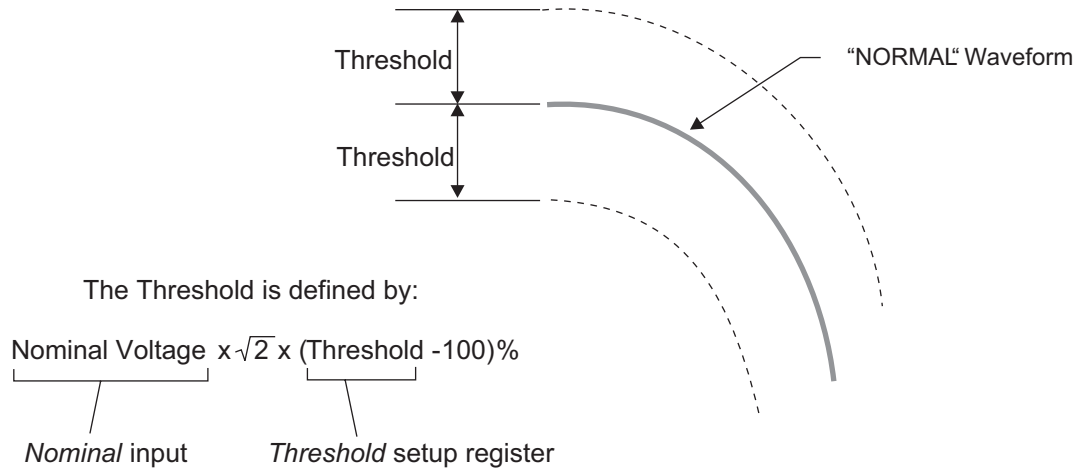 Threshold
"NORMAL“ Waveform
Threshold
The Threshold is defined by:
Nominal Voltage x √2 x (Threshold -100)%
Nominal input
Threshold setup register